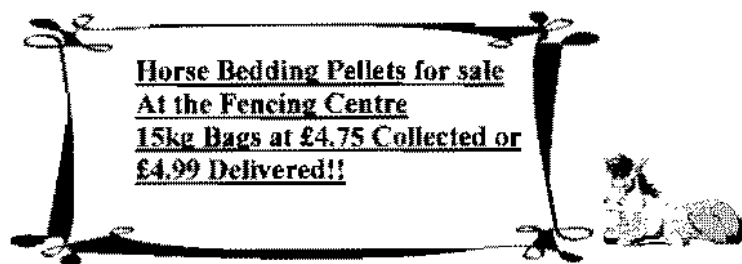 Horse Bedding Pellets for sale
At the Fencing Centre
15kg Bags at £4.75 Collected or
£4.99 Delivered!!